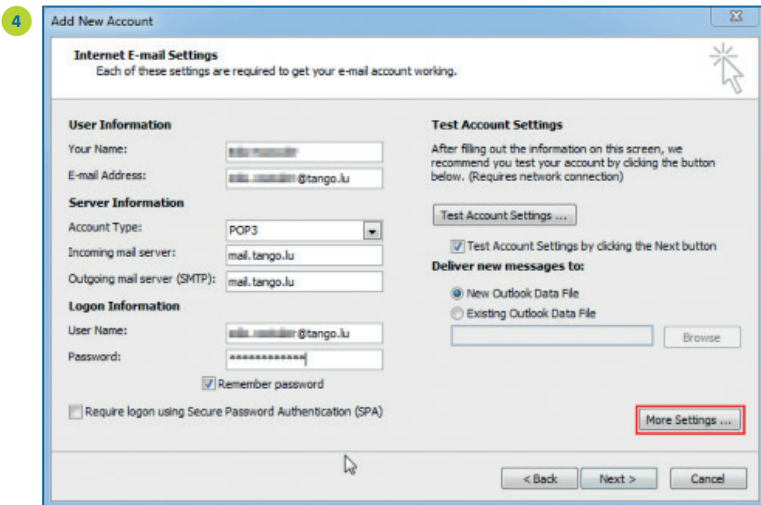 4
Add New Account
Internet E-mail Settings
Each of these settings are required to get your e-mail account working.
User Information
Your Name:
E-mail Address:
@tango.lu
Server Information
Account Type:
POP3
Incoming mail server:
mail.tango.lu
Outgoing mail server (SMTP):
mail.tango.lu
Logon Information
User Name:
@tango.lu
Password:
************
Remember password
Require logon using Secure Password Authentication (SPA)
Test Account Settings
After filling out the information on this screen, we
recommend you test your account by clicking the button
below. (Requires network connection)
Test Account Settings ...
Test Account Settings by clicking the Next button
Deliver new messages to:
New Outlook Data File
Existing Outlook Data File
Browse
More Settings ...
< Back
Next >
Cancel